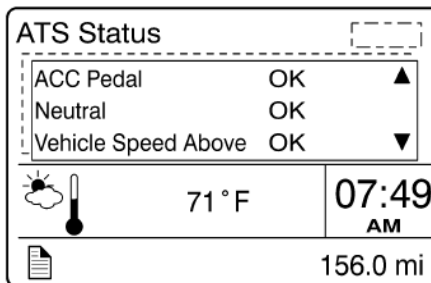 ATS Status
ACC Pedal OK
Neutral OK
Vehicle Speed Above OK
71°F
07:49
AM
156.0 mi